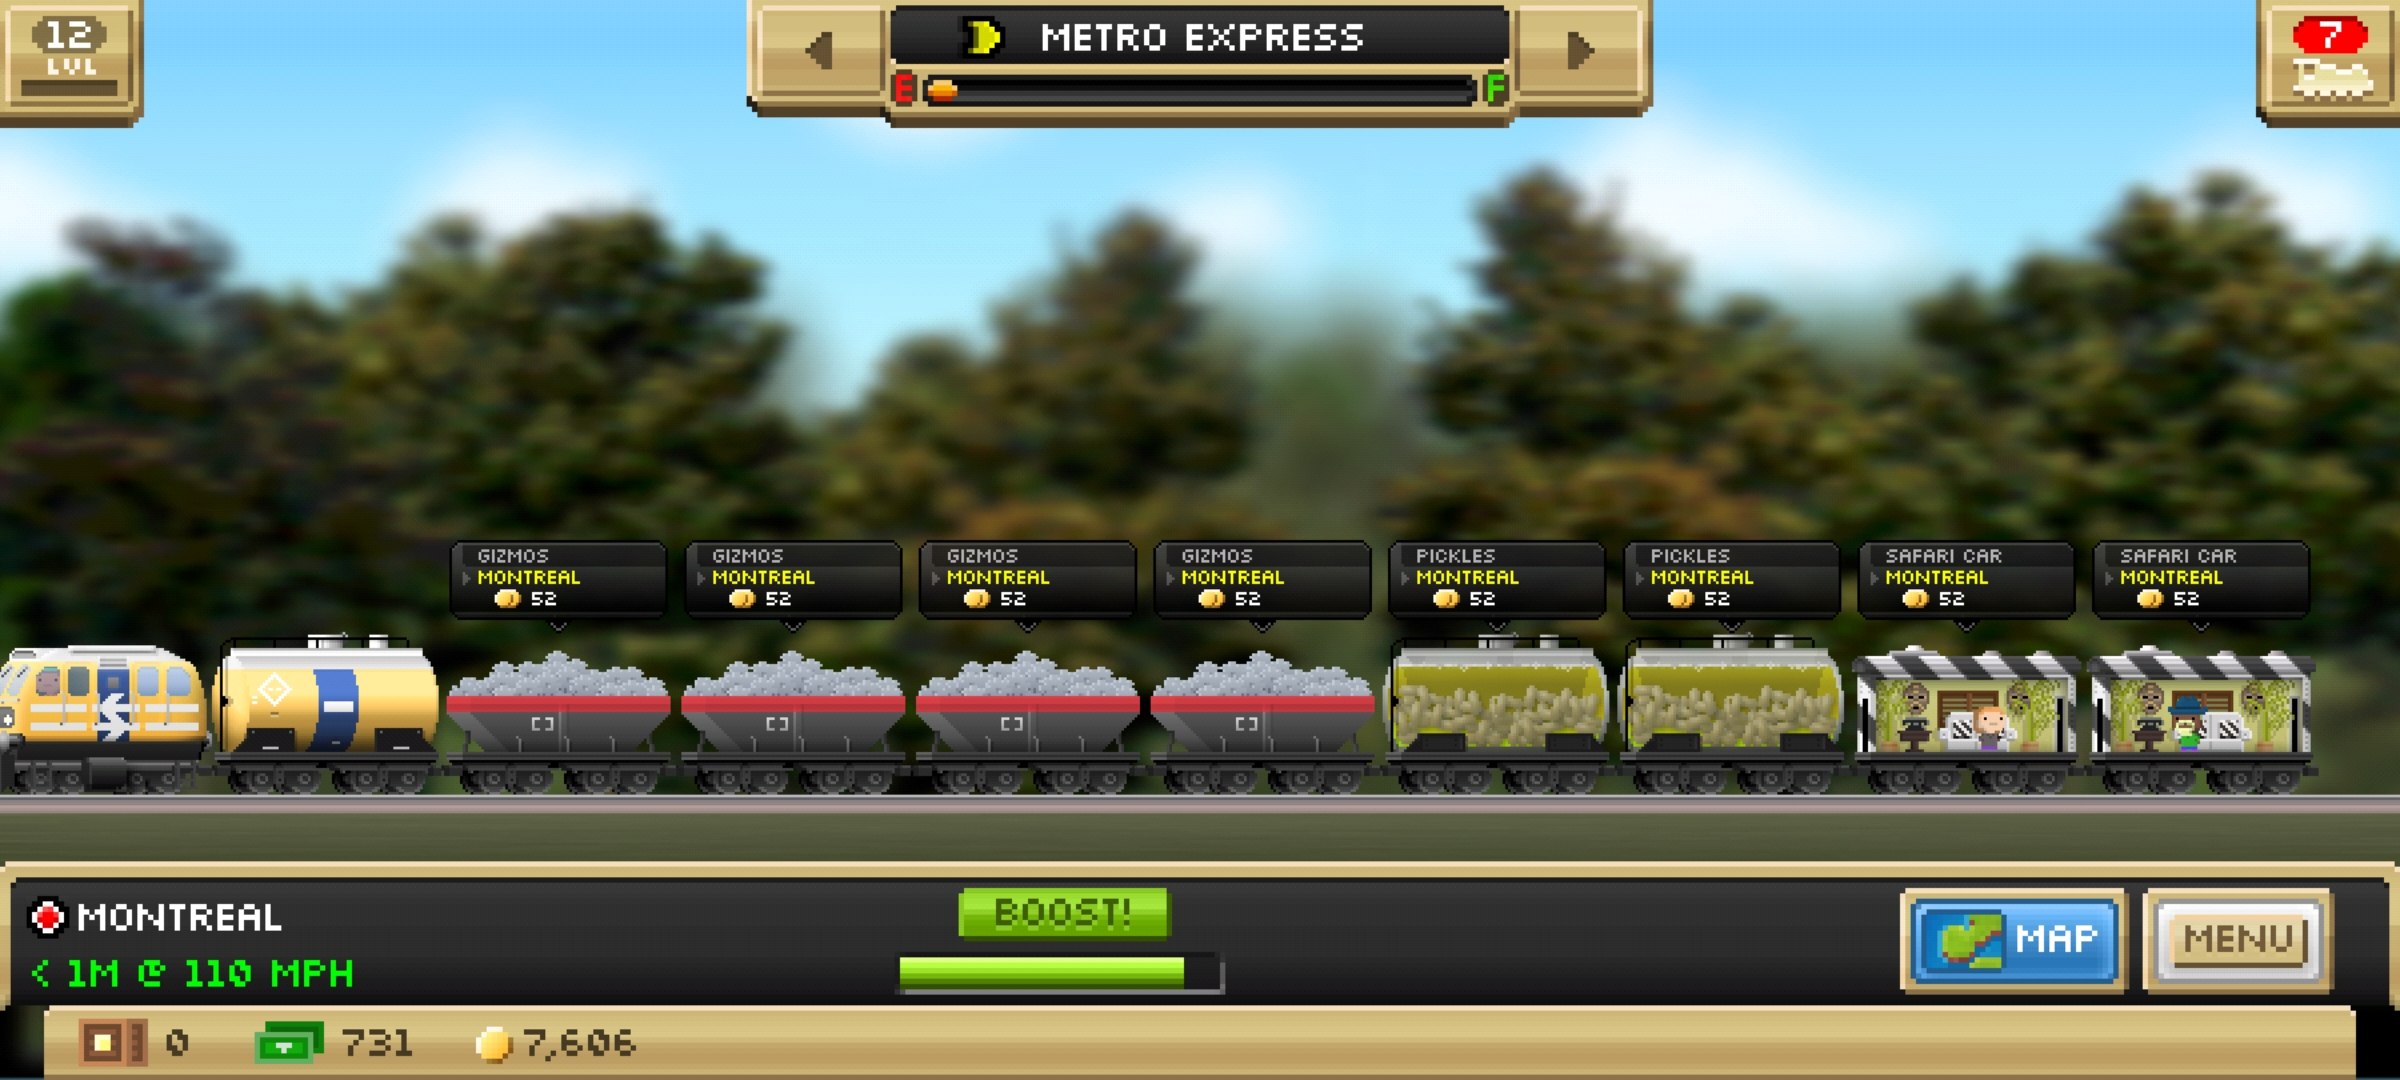 12
LVL
METRO EXPRESS
E F
7
GIZMOS
MONTREAL
52
GIZMOS
MONTREAL
52
GIZMOS
MONTREAL
52
GIZMOS
MONTREAL
52
PICKLES
MONTREAL
52
PICKLES
MONTREAL
52
SAFARI CAR
MONTREAL
52
SAFARI CAR
MONTREAL
52
MONTREAL
< 1M @ 110 MPH
BOOST!
MAP
MENU
0 731 7,606